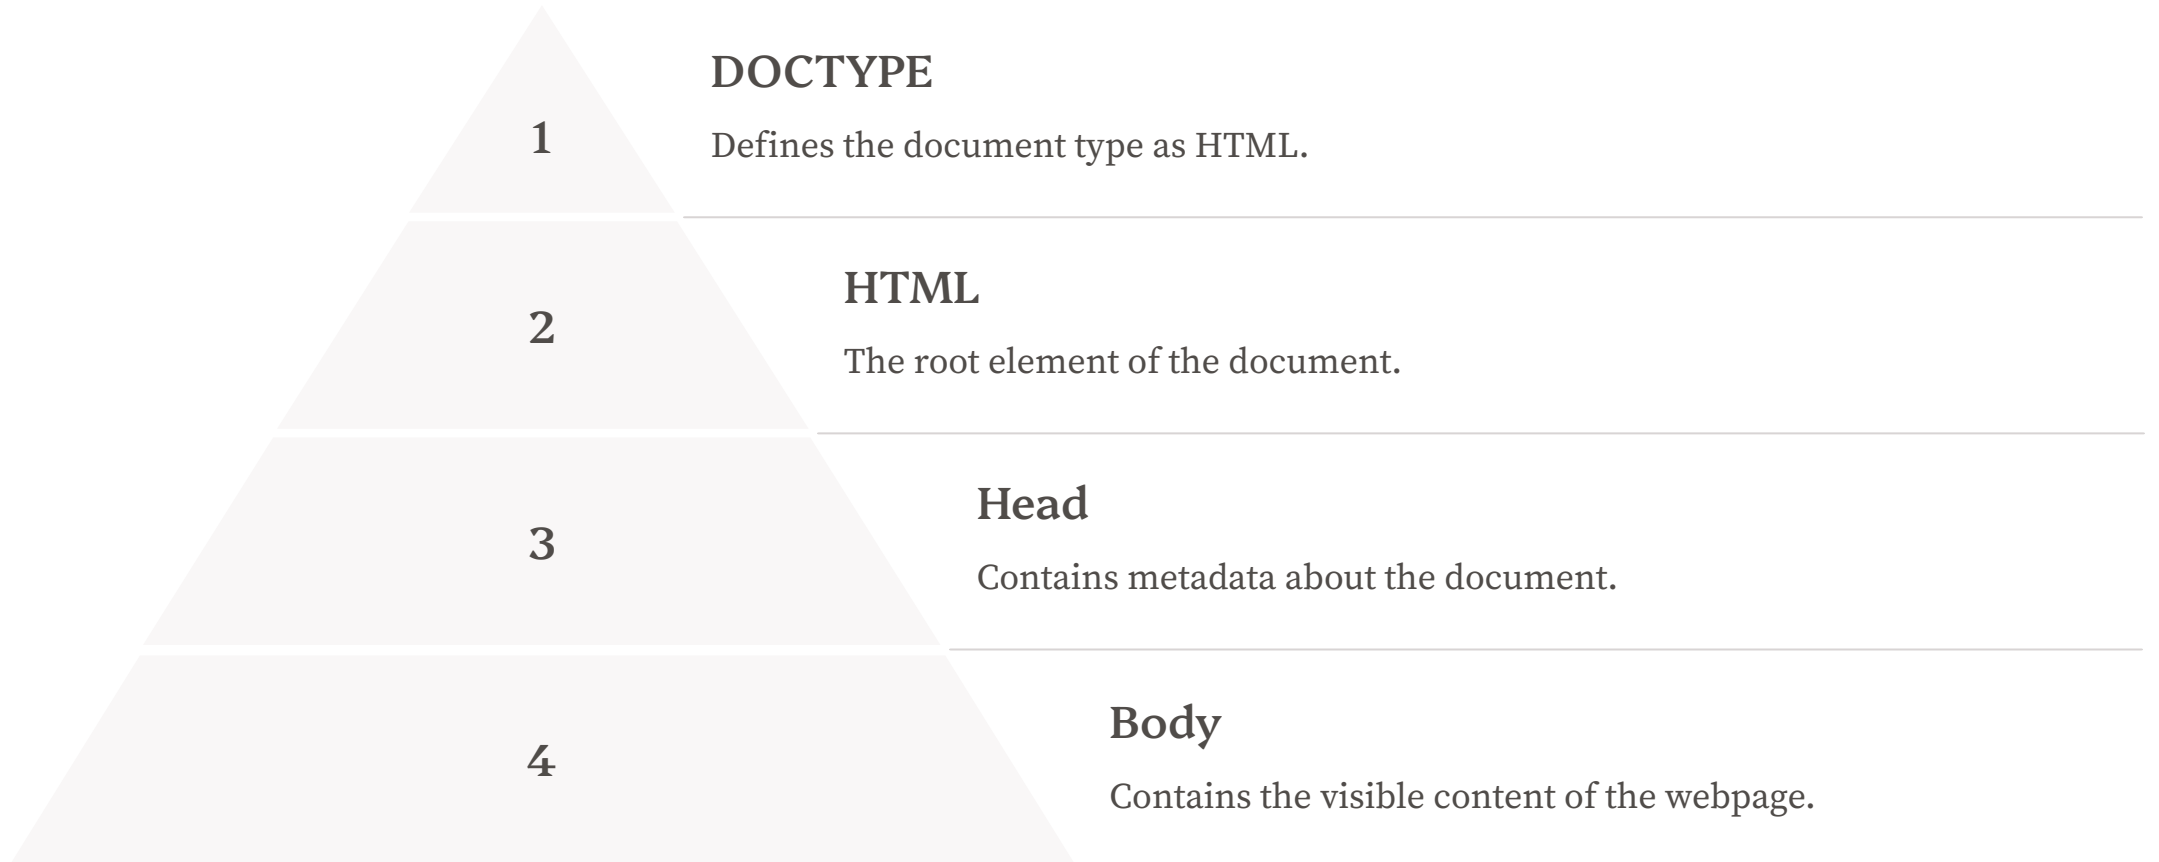 DOCTYPE
1
Defines the document type as HTML.
HTML
2
The root element of the document.
Head
3
Contains metadata about the document.
Body
4
Contains the visible content of the webpage.